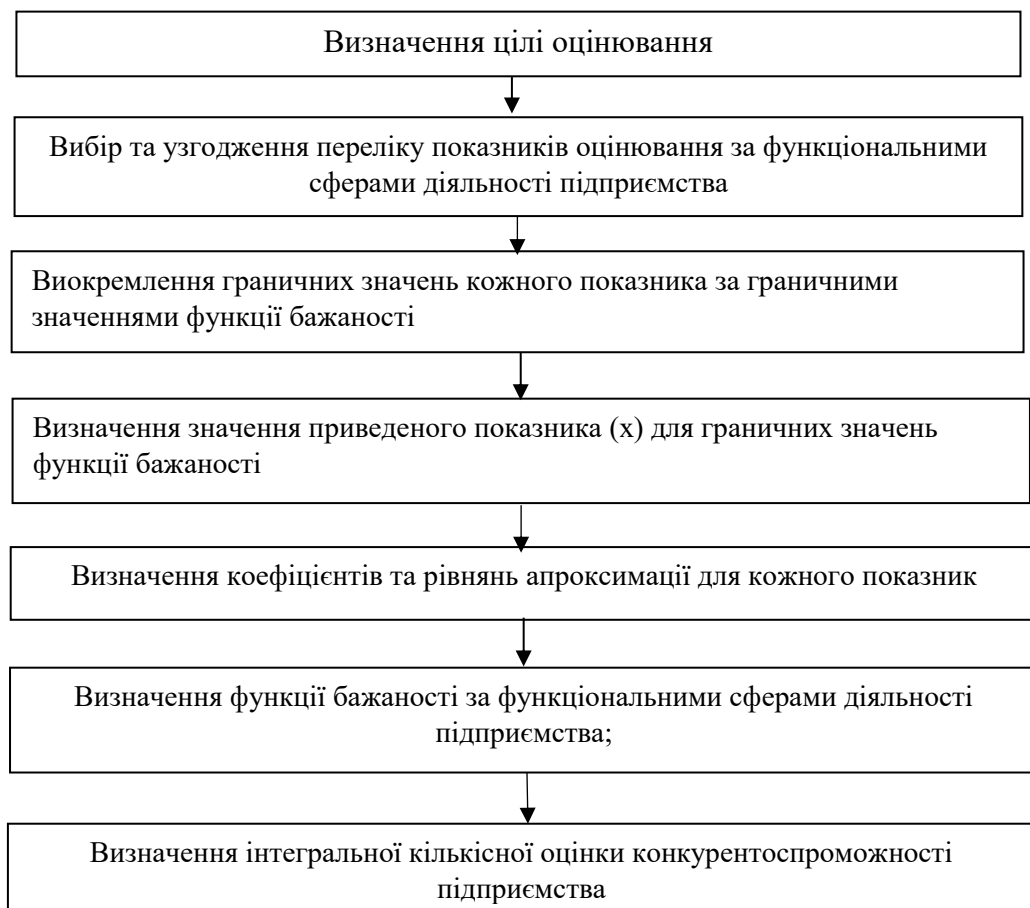 Визначення цілі оцінювання
Вибір та узгодження переліку показників оцінювання за функціональними
сферами діяльності підприємства
Виокремлення граничних значень кожного показника за граничними
значеннями функції бажаності
Визначення значення приведеного показника (х) для граничних значень
функції бажаності
Визначення коефіцієнтів та рівнянь апроксимації для кожного показник
Визначення функції бажаності за функціональними сферами діяльності
підприємства;
Визначення інтегральної кількісної оцінки конкурентоспроможності
підприємства